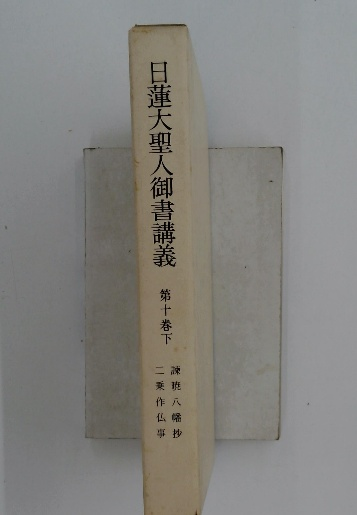 日蓮大聖人御書講義
第十巻下
諫暁八幡抄
二乗作仏事